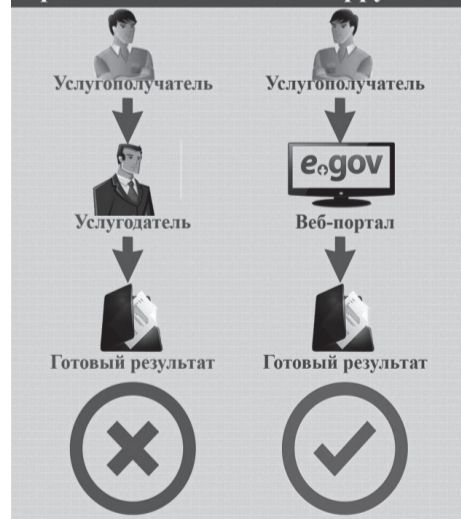 Услугополучатель Услугополучатель
e.gov
Услугодатель Веб-портал
Готовый результат Готовый результат